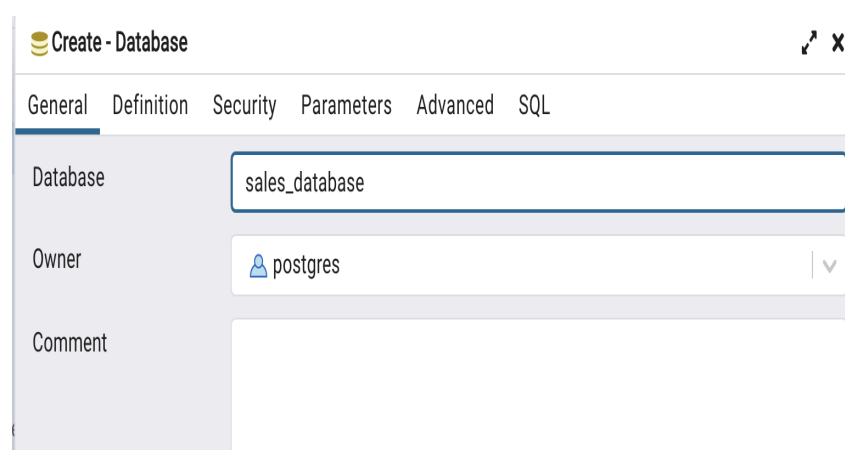 Create - Database
General Definition Security Parameters Advanced SQL
Database sales_database
Owner postgres
Comment